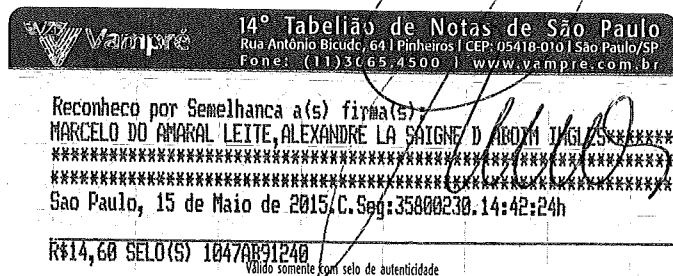 Vampré
14º Tabelião de Notas de São Paulo
Rua Antônio Bicudo, 64 | Pinheiros | CEP: 05418-010 | São Paulo/SP
Fone: (11)3065.4500 | www.vampre.com.br
Reconheco por Semelhanca a(s) firma(s):
MARCELO DO AMARAL LEITE,ALEXANDRE LA SAIGNE D ABOIM INGLES*******
*****************************************************************
*****************************************************************
Sao Paulo, 15 de Maio de 2015.C.Seg:35800230.14:42:24h
R$14,60 SELO(S) 1047AB91240
Válido somente com selo de autenticidade